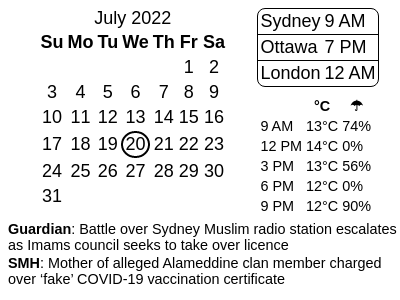 July 2022
Su Mo Tu We Th Fr Sa
1 2
3 4 5 6 7 8 9
10 11 12 13 14 15 16
17 18 19 20 21 22 23
24 25 26 27 28 29 30
31
Sydney 9 AM
Ottawa 7 PM
London 12 AM
°C ☂
9 AM 13°C 74%
12 PM 14°C 0%
3 PM 13°C 56%
6 PM 12°C 0%
9 PM 12°C 90%
Guardian: Battle over Sydney Muslim radio station escalates
as Imams council seeks to take over licence
SMH: Mother of alleged Alameddine clan member charged
over ‘fake’ COVID-19 vaccination certificate